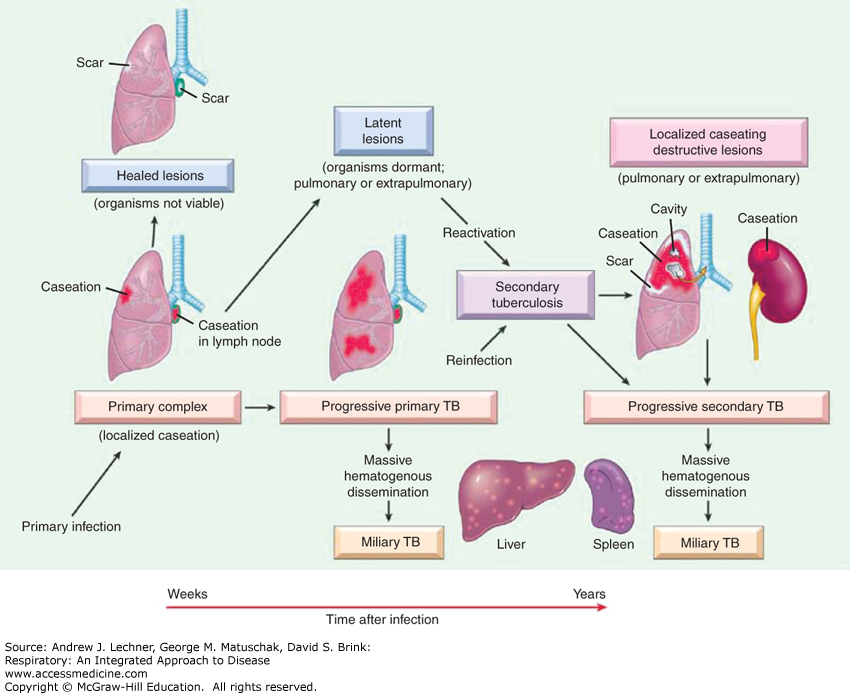 Scar
Scar
Healed lesions
(organisms not viable)
Latent
lesions
(organisms dormant;
pulmonary or extrapulmonary)
Localized caseating
destructive lesions
(pulmonary or extrapulmonary)
Reactivation
Cavity
Caseation
Scar
Caseation
Caseation
Caseation
in lymph node
Secondary
tuberculosis
Reinfection
Primary complex
(localized caseation)
Progressive primary TB
Progressive secondary TB
Primary infection
Massive
hematogenous
dissemination
Miliary TB
Liver
Spleen
Massive
hematogenous
dissemination
Miliary TB
Weeks
Years
Time after infection
Source: Andrew J. Lechner, George M. Matuschak, David S. Brink:
Respiratory: An Integrated Approach to Disease
www.accessmedicine.com
Copyright © McGraw-Hill Education.  All rights reserved.